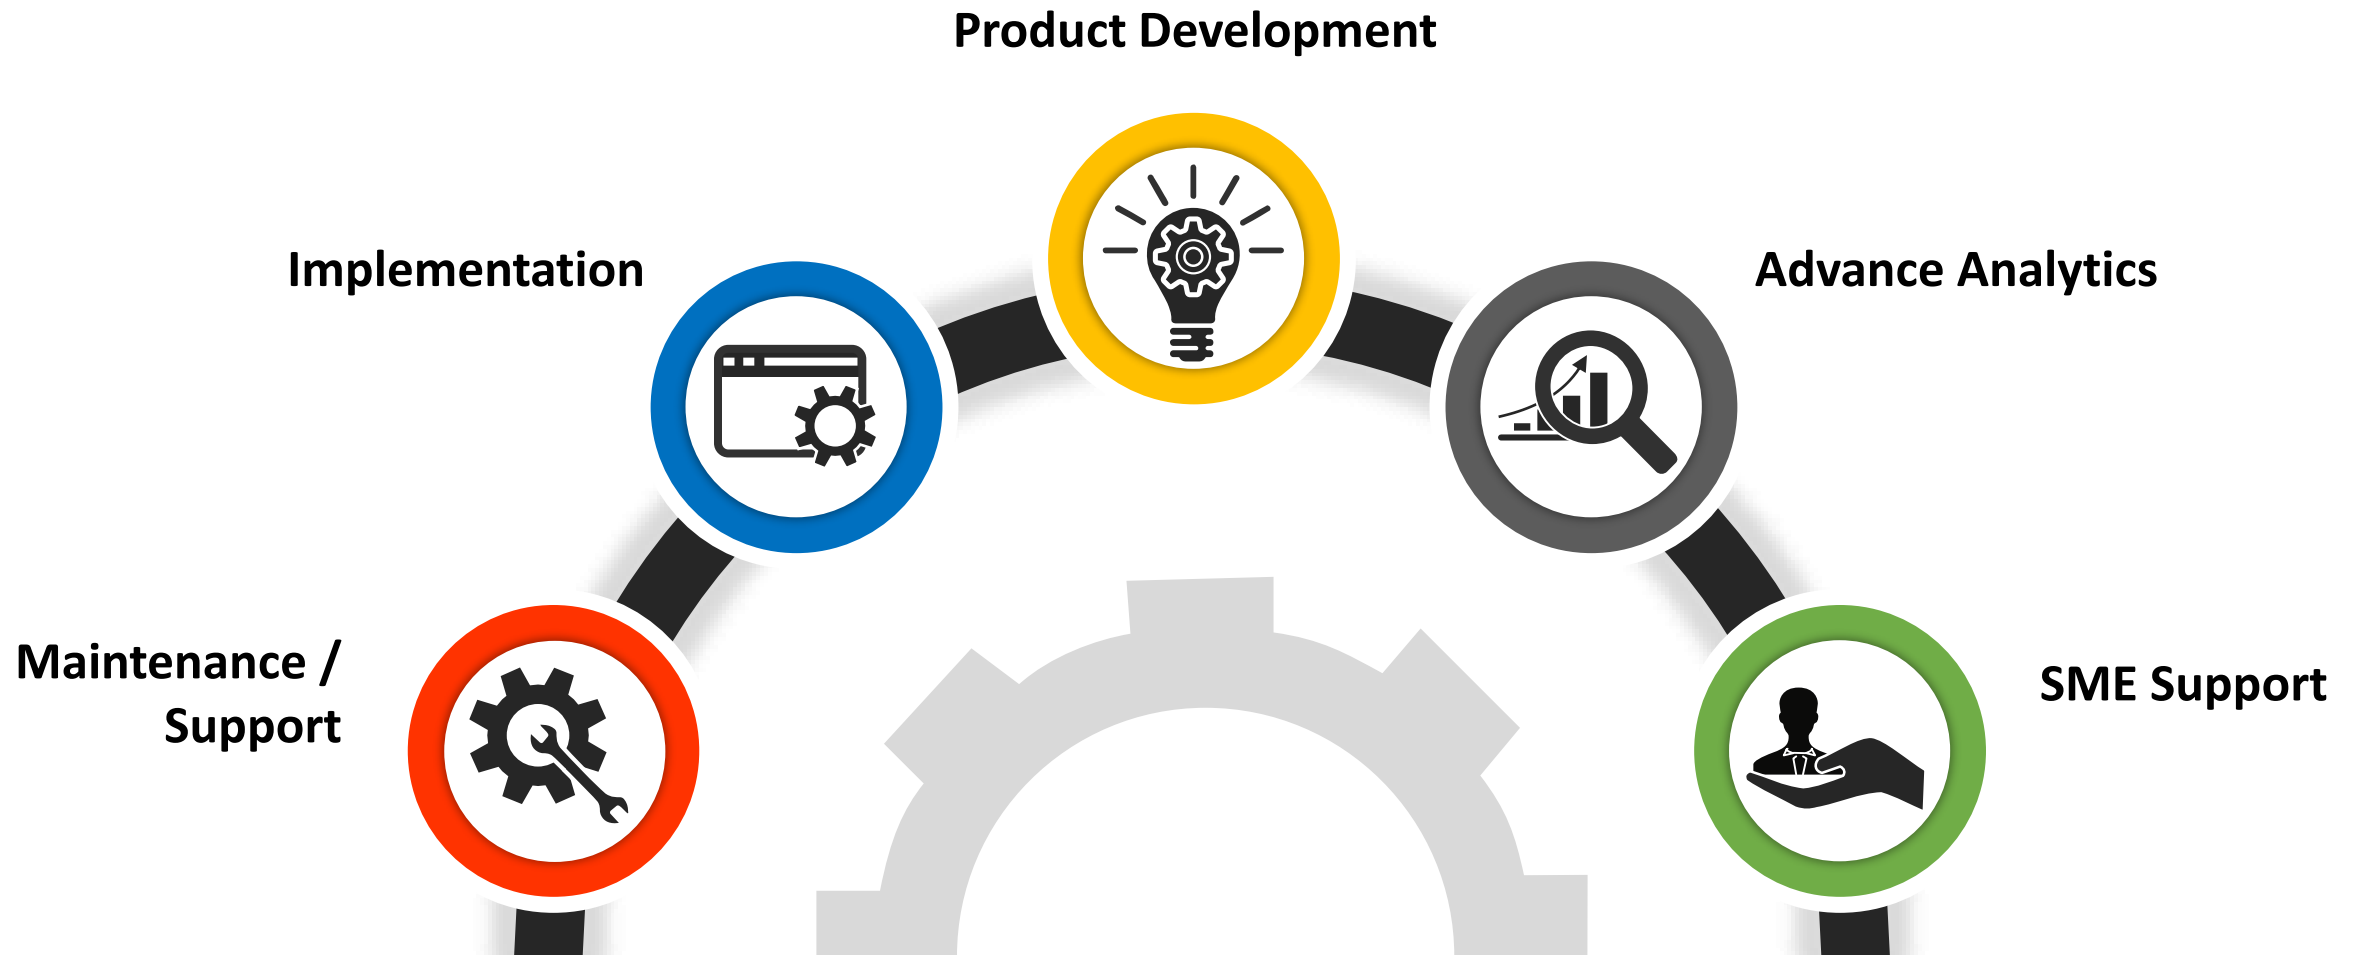 Product Development
Implementation
Advance Analytics
Maintenance /
Support
SME Support